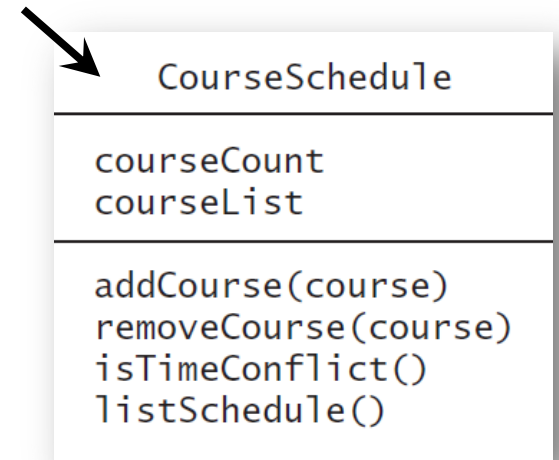 CourseSchedule
courseCount
courseList
addCourse(course)
removeCourse(course)
isTimeConflict()
listSchedule()